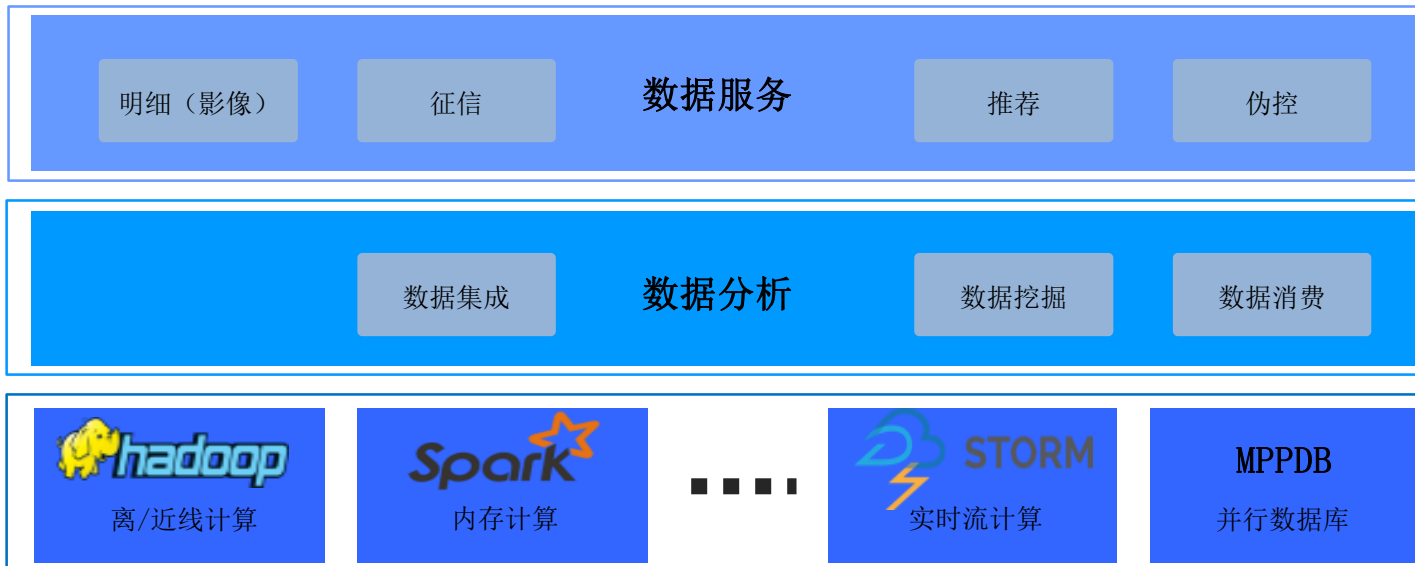 明细（影像）
征信
数据服务
推荐
伪控
数据集成
数据分析
数据挖掘
数据消费
hadoop
离/近线计算
Spark
内存计算
STORM
实时流计算
MPPDB
并行数据库